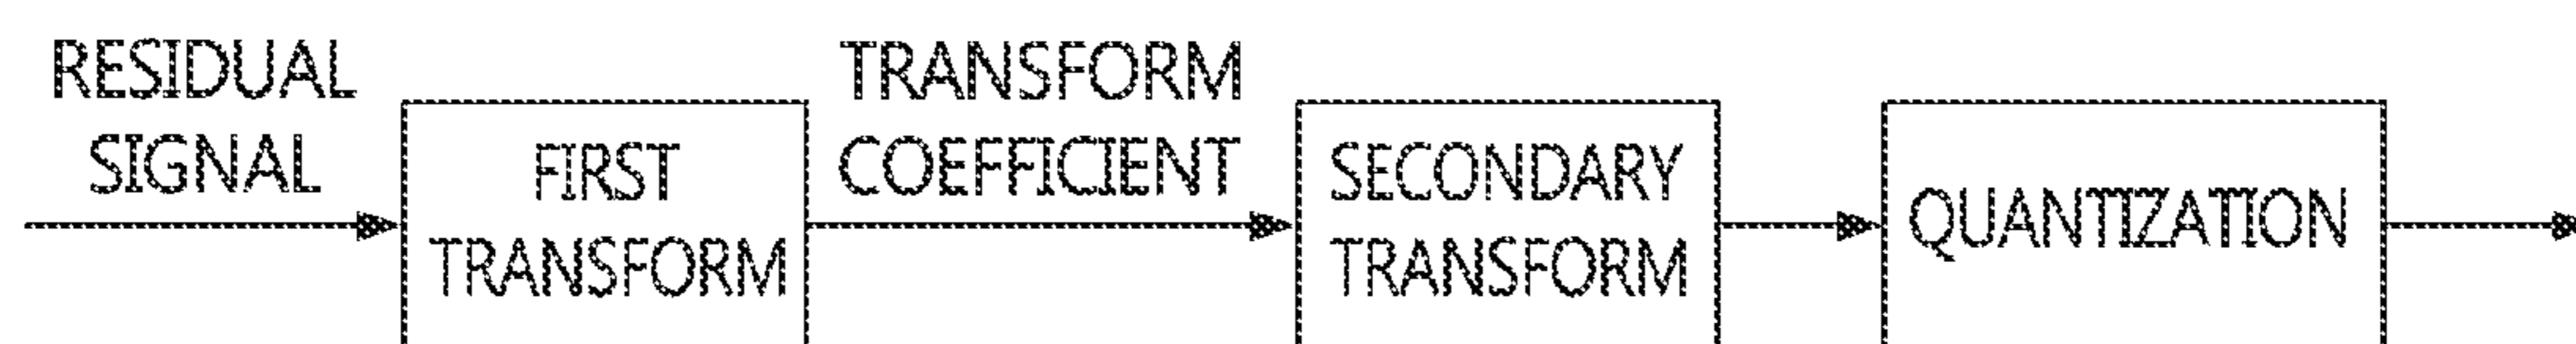 RESIDUAL
SIGNAL
FIRST
TRANSFORM
TRANSFORM
COEFFICIENT
SECONDARY
TRANSFORM
QUANTIZATION